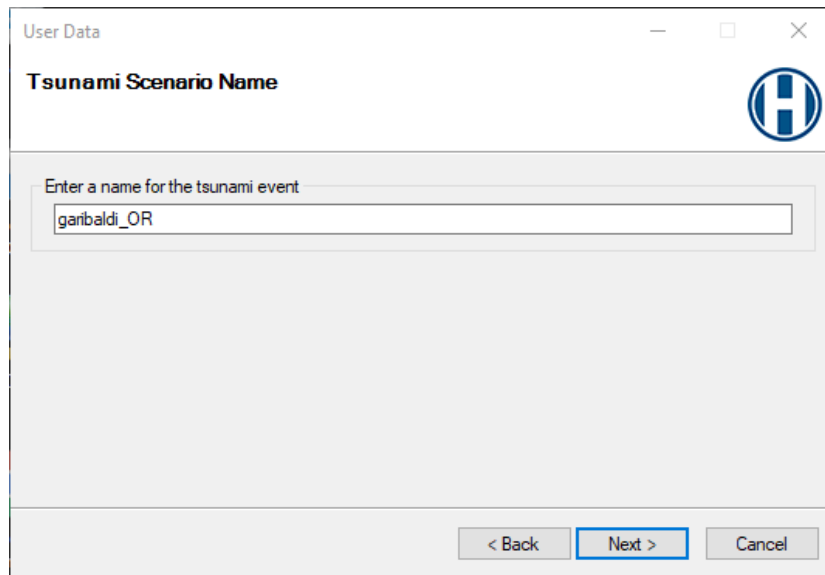 User Data
Tsunami Scenario Name
Enter a name for the tsunami event
garibaldi_OR
< Back
Next >
Cancel